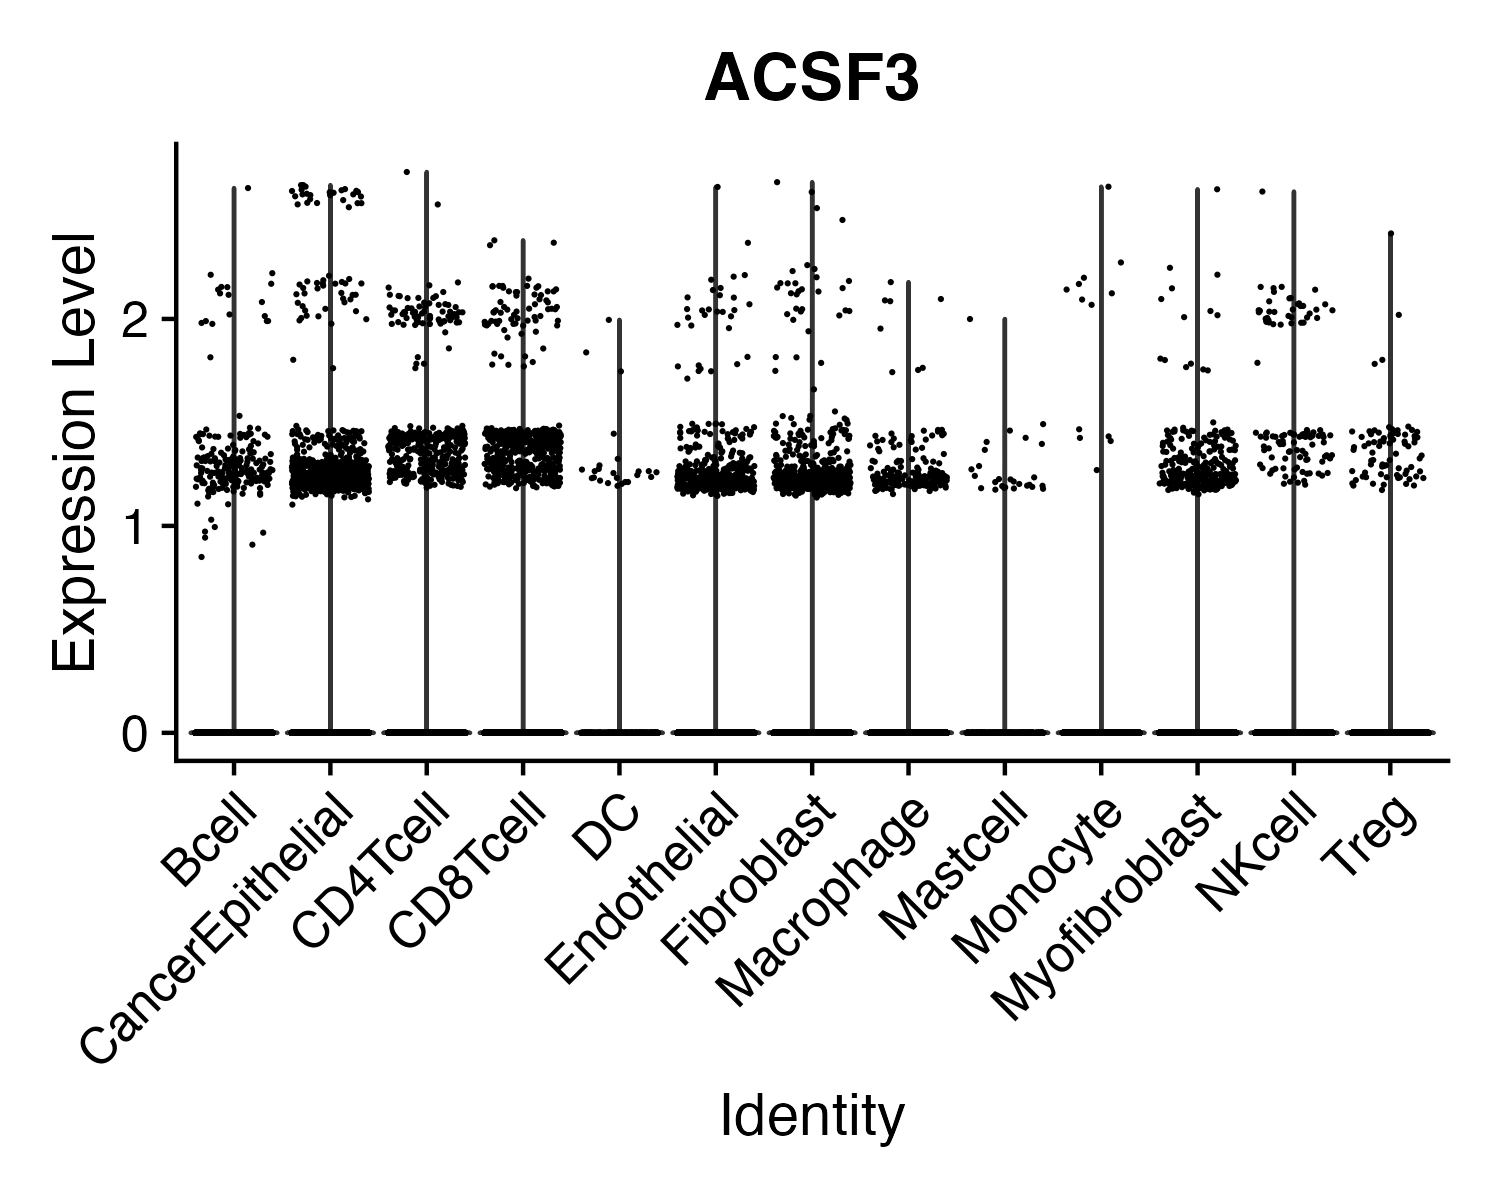 ACSF3
Expression Level
2
1
0
Bcell
CancerEpithelial
CD4Tcell
CD8Tcell
DC
Endothelial
Fibroblast
Macrophage
Mastcell
Monocyte
Myofibroblast
NKcell
Treg
Identity